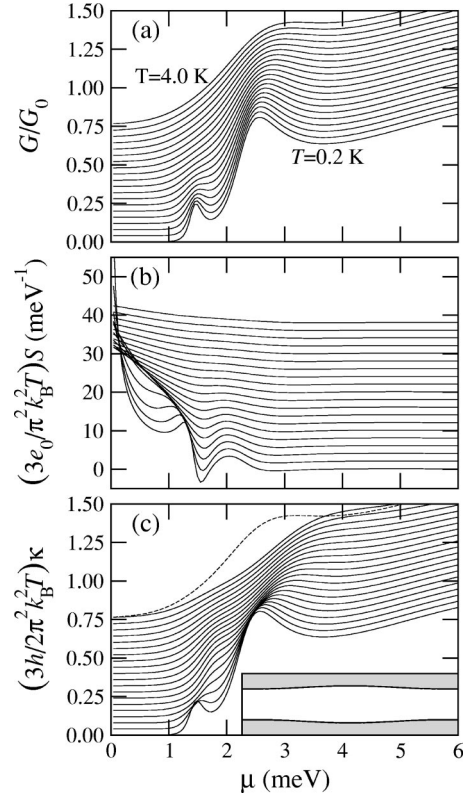 (a)
T=4.0 K
T=0.2 K
G/G₀
1.50
1.25
1.00
0.75
0.50
0.25
0.00
(b)
(3e₀/π²k_B²T)S (meV⁻¹)
50
40
30
20
10
0
(c)
(3h/2π²k_B²T)κ
1.50
1.25
1.00
0.75
0.50
0.25
0.00
0 1 2 3 4 5 6
μ (meV)